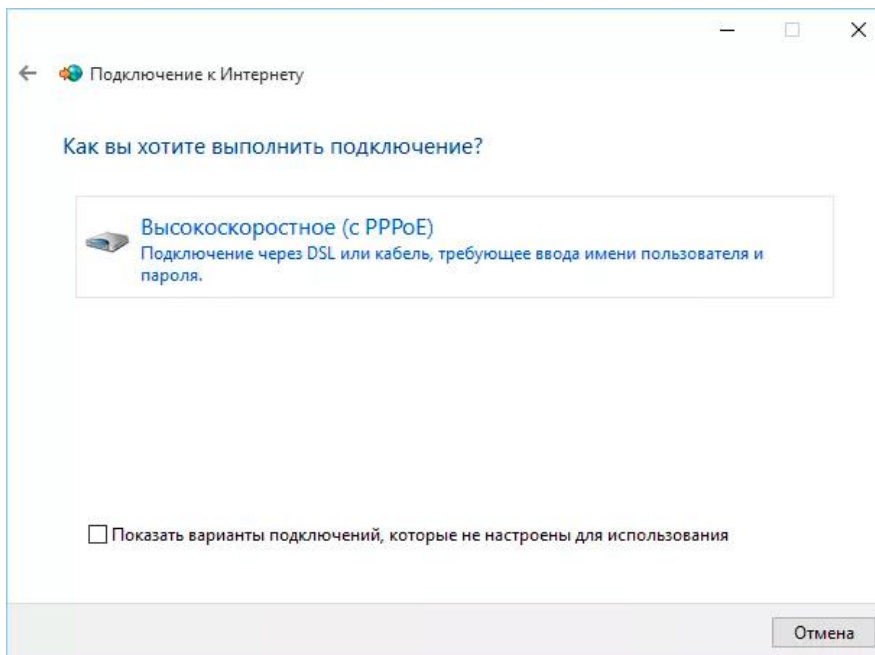 Подключение к Интернету
Как вы хотите выполнить подключение?
Высокоскоростное (с PPPoE)
Подключение через DSL или кабель, требующее ввода имени пользователя и
пароля.
Показать варианты подключений, которые не настроены для использования
Отмена